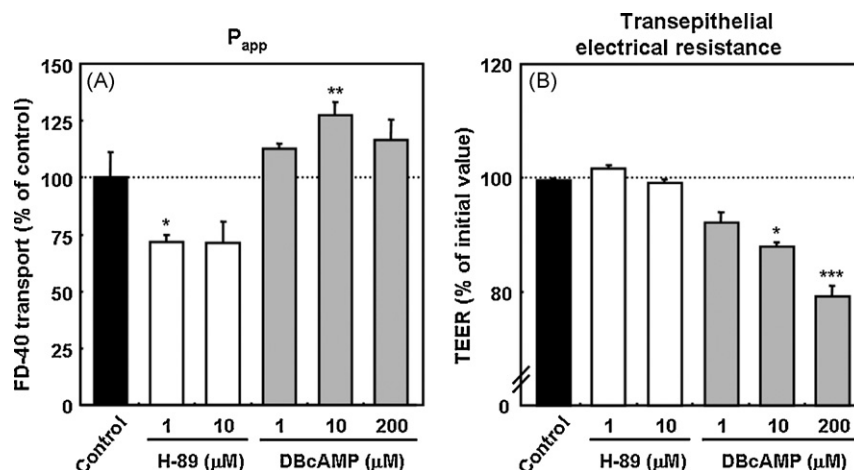 P_app
(A)
FD-40 transport (% of control)
150
125
100
75
50
25
0
*
**
Control
1
10
1
10
200
H-89 (μM)
DBcAMP (μM)
Transepithelial
electrical resistance
(B)
TEER (% of initial value)
120
100
80
0
*
***
Control
1
10
1
10
200
H-89 (μM)
DBcAMP (μM)